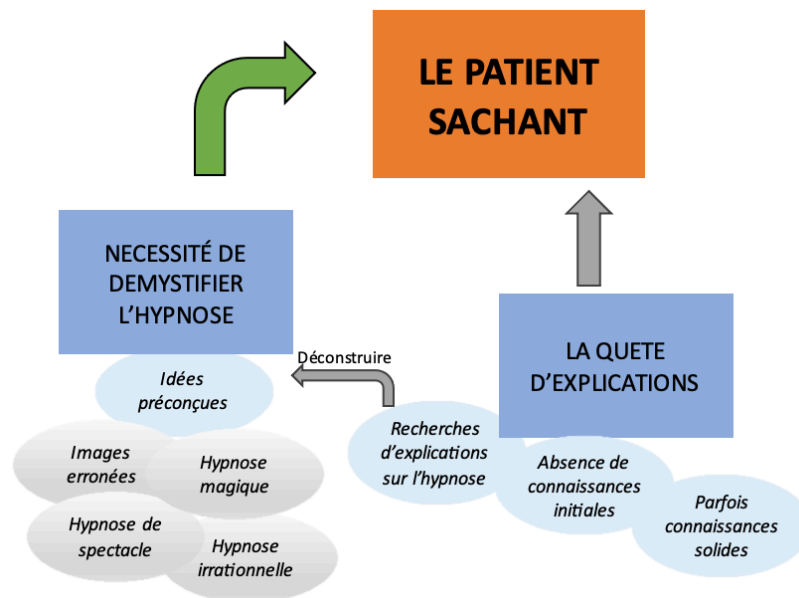 LE PATIENT
SACHANT
NECESSITÉ DE
DEMYSTIFIER
L’HYPNOSE
LA QUETE
D’EXPLICATIONS
Déconstruire
Idées
préconçues
Images
erronées
Hypnose
magique
Hypnose de
spectacle
Hypnose
irrationnelle
Recherches
d’explications
sur l’hypnose
Absence de
connaissances
initiales
Parfois
connaissances
solides